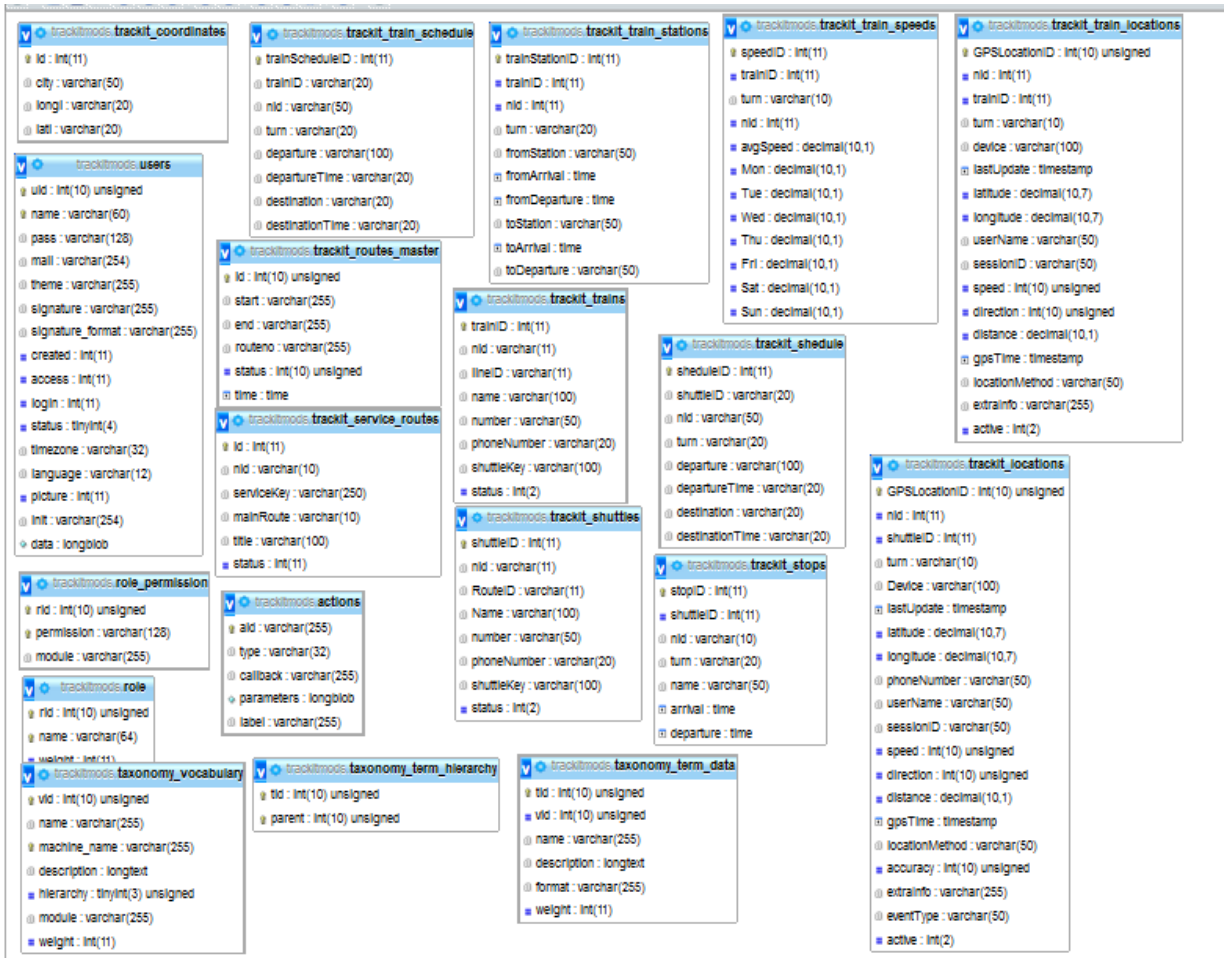 trackitmods.trackit_coordinates
id : int(11)
city : varchar(50)
longi : varchar(20)
lati : varchar(20)
trackitmods.trackit_train_schedule
trainScheduleID : int(11)
trainID : varchar(20)
nid : varchar(50)
turn : varchar(20)
departure : varchar(100)
departureTime : varchar(20)
destination : varchar(20)
destinationTime : varchar(20)
trackitmods.trackit_train_stations
trainStationID : int(11)
trainID : int(11)
nid : int(11)
turn : varchar(20)
fromStation : varchar(50)
fromArrival : time
fromDeparture : time
toStation : varchar(50)
toArrival : time
toDeparture : varchar(50)
trackitmods.trackit_train_speeds
speedID : int(11)
trainID : int(11)
turn : varchar(10)
nid : int(11)
avgSpeed : decimal(10,1)
Mon : decimal(10,1)
Tue : decimal(10,1)
Wed : decimal(10,1)
Thu : decimal(10,1)
Fri : decimal(10,1)
Sat : decimal(10,1)
Sun : decimal(10,1)
trackitmods.trackit_train_locations
GPSLocationID : int(10) unsigned
nid : int(11)
trainID : int(11)
turn : varchar(10)
device : varchar(100)
lastUpdate : timestamp
latitude : decimal(10,7)
longitude : decimal(10,7)
userName : varchar(50)
sessionID : varchar(50)
speed : int(10) unsigned
direction : int(10) unsigned
distance : decimal(10,1)
gpsTime : timestamp
locationMethod : varchar(50)
extraInfo : varchar(255)
active : int(2)
trackitmods.users
uid : int(10) unsigned
name : varchar(60)
pass : varchar(128)
mail : varchar(254)
theme : varchar(255)
signature : varchar(255)
signature_format : varchar(255)
created : int(11)
access : int(11)
login : int(11)
status : tinyint(4)
timezone : varchar(32)
language : varchar(12)
picture : int(11)
init : varchar(254)
data : longblob
trackitmods.trackit_routes_master
id : int(10) unsigned
start : varchar(255)
end : varchar(255)
routeno : varchar(255)
status : int(10) unsigned
time : time
trackitmods.trackit_trains
trainID : int(11)
nid : varchar(11)
lineID : varchar(11)
name : varchar(100)
number : varchar(50)
phoneNumber : varchar(20)
shuttleKey : varchar(100)
status : int(2)
trackitmods.trackit_shedule
sheduleID : int(11)
shuttleID : varchar(20)
nid : varchar(50)
turn : varchar(20)
departure : varchar(100)
departureTime : varchar(20)
destination : varchar(20)
destinationTime : varchar(20)
trackitmods.trackit_service_routes
id : int(11)
nid : varchar(10)
serviceKey : varchar(250)
mainRoute : varchar(10)
title : varchar(100)
status : int(11)
trackitmods.trackit_locations
GPSLocationID : int(10) unsigned
nid : int(11)
shuttleID : int(11)
turn : varchar(10)
Device : varchar(100)
lastUpdate : timestamp
latitude : decimal(10,7)
longitude : decimal(10,7)
phoneNumber : varchar(50)
userName : varchar(50)
sessionID : varchar(50)
speed : int(10) unsigned
direction : int(10) unsigned
distance : decimal(10,1)
gpsTime : timestamp
locationMethod : varchar(50)
accuracy : int(10) unsigned
extraInfo : varchar(255)
eventType : varchar(50)
active : int(2)
trackitmods.trackit_shuttles
shuttleID : int(11)
nid : varchar(11)
RouteID : varchar(11)
Name : varchar(100)
number : varchar(50)
phoneNumber : varchar(20)
shuttleKey : varchar(100)
status : int(2)
trackitmods.trackit_stops
stopID : int(11)
shuttleID : int(11)
nid : varchar(10)
turn : varchar(20)
name : varchar(50)
arrival : time
departure : time
trackitmods.role_permission
rid : int(10) unsigned
permission : varchar(128)
module : varchar(255)
trackitmods.actions
aid : varchar(255)
type : varchar(32)
callback : varchar(255)
parameters : longblob
label : varchar(255)
trackitmods.role
rid : int(10) unsigned
name : varchar(64)
weight : int(11)
trackitmods.taxonomy_vocabulary
vid : int(10) unsigned
name : varchar(255)
machine_name : varchar(255)
description : longtext
hierarchy : tinyint(3) unsigned
module : varchar(255)
weight : int(11)
trackitmods.taxonomy_term_hierarchy
tid : int(10) unsigned
parent : int(10) unsigned
trackitmods.taxonomy_term_data
tid : int(10) unsigned
vid : int(10) unsigned
name : varchar(255)
description : longtext
format : varchar(255)
weight : int(11)